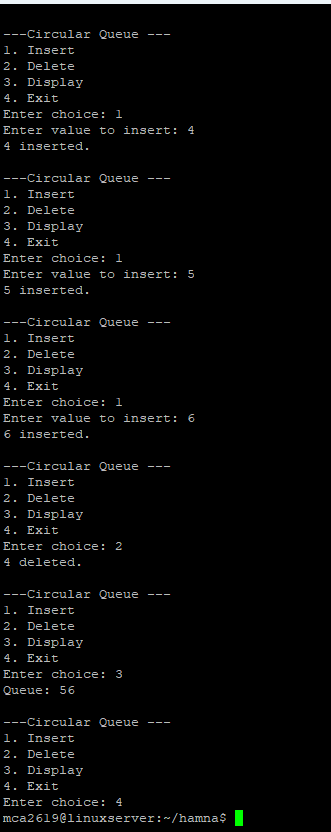 ---Circular Queue ---
1. Insert
2. Delete
3. Display
4. Exit
Enter choice: 1
Enter value to insert: 4
4 inserted.
---Circular Queue ---
1. Insert
2. Delete
3. Display
4. Exit
Enter choice: 1
Enter value to insert: 5
5 inserted.
---Circular Queue ---
1. Insert
2. Delete
3. Display
4. Exit
Enter choice: 1
Enter value to insert: 6
6 inserted.
---Circular Queue ---
1. Insert
2. Delete
3. Display
4. Exit
Enter choice: 2
4 deleted.
---Circular Queue ---
1. Insert
2. Delete
3. Display
4. Exit
Enter choice: 3
Queue: 56
---Circular Queue ---
1. Insert
2. Delete
3. Display
4. Exit
Enter choice: 4
mca2619@linuxserver:~/hamna$